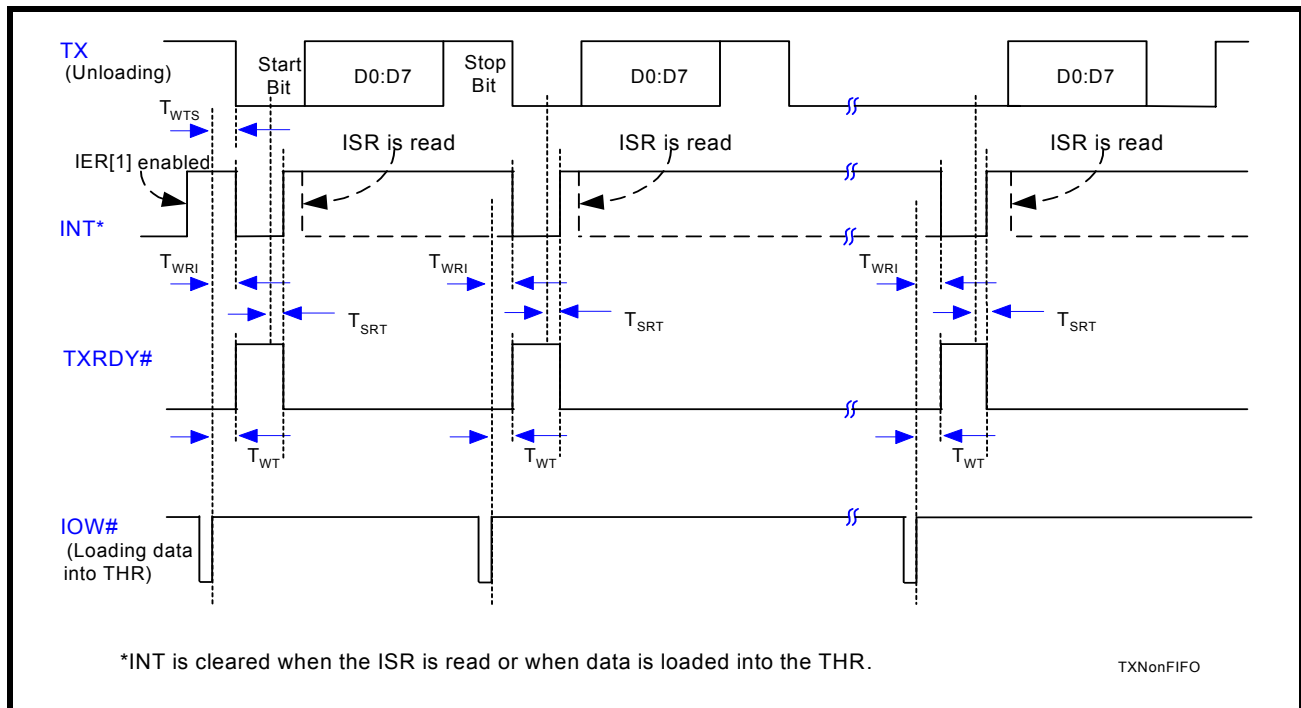 TX
(Unloading)
Start
Bit
D0:D7
Stop
Bit
D0:D7
D0:D7
TWTS
IER[1] enabled
ISR is read
ISR is read
ISR is read
INT*
TWRI
TWRI
TWRI
TSRT
TSRT
TSRT
TXRDY#
TWT
TWT
TWT
IOW#
(Loading data
into THR)
*INT is cleared when the ISR is read or when data is loaded into the THR.
TXNonFIFO